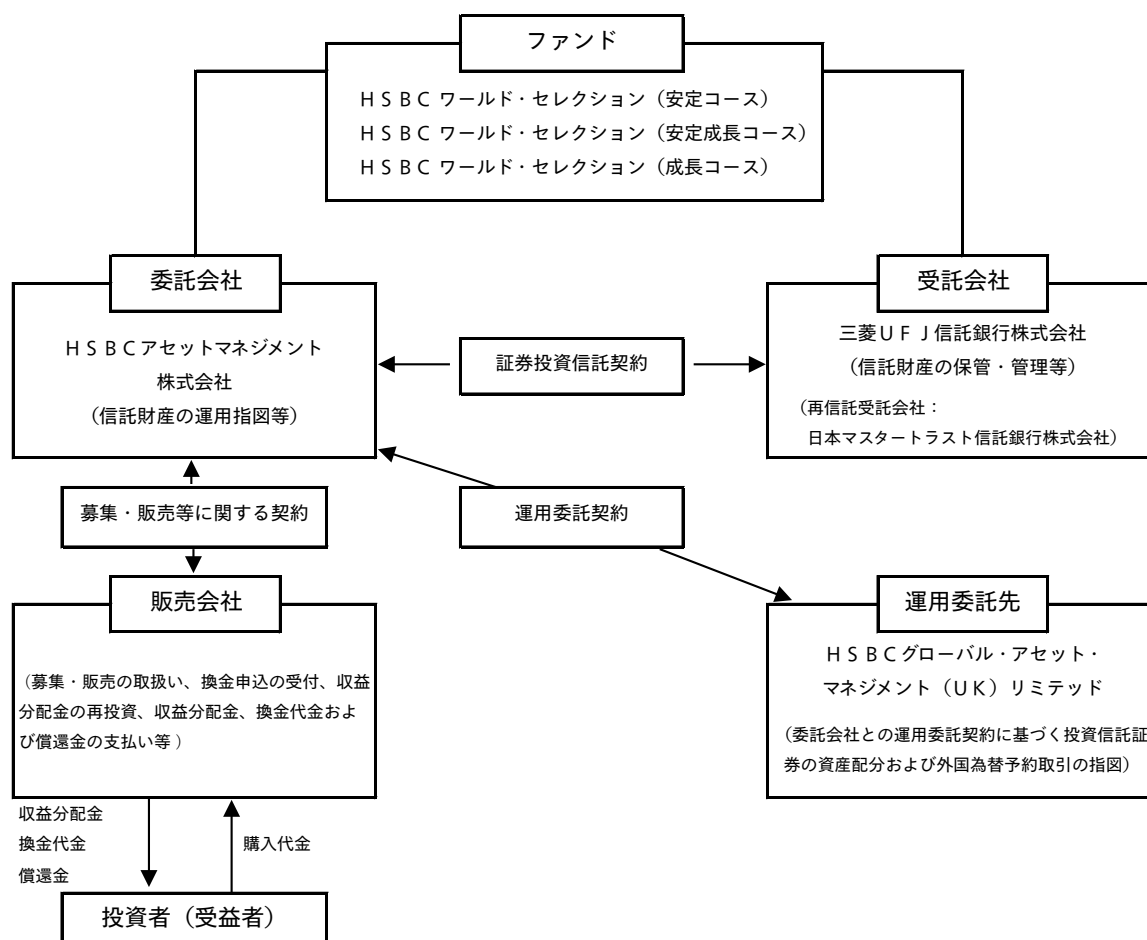 ファンド
ＨＳＢＣ ワールド・セレクション（安定コース）
ＨＳＢＣ ワールド・セレクション（安定成長コース）
ＨＳＢＣ ワールド・セレクション（成長コース）
委託会社
ＨＳＢＣアセットマネジメント
株式会社
（信託財産の運用指図等）
証券投資信託契約
受託会社
三菱ＵＦＪ信託銀行株式会社
（信託財産の保管・管理等）
（再信託受託会社：
日本マスタートラスト信託銀行株式会社）
募集・販売等に関する契約
運用委託契約
販売会社
（募集・販売の取扱い、換金申込の受付、収益
分配金の再投資、収益分配金、換金代金およ
び償還金の支払い等 ）
運用委託先
ＨＳＢＣグローバル・アセット・
マネジメント（ＵＫ）リミテッド
（委託会社との運用委託契約に基づく投資信託証
券の資産配分および外国為替予約取引の指図）
収益分配金
換金代金
償還金
購入代金
投資者（受益者）